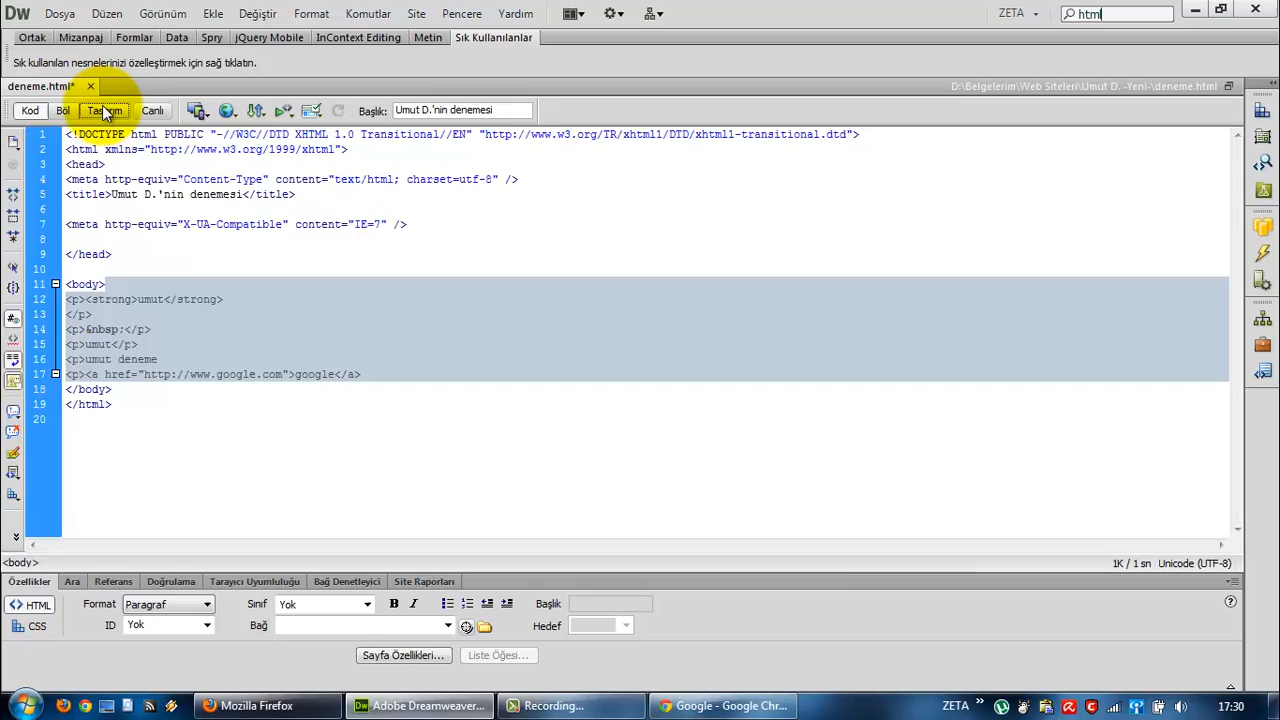 Dw Dosya Düzen Görünüm Ekle Değiştir Format Komutlar Site Pencere Yardım ZETA html
Ortak Mizanpaj Formlar Data Spry jQuery Mobile InContext Editing Metin Sık Kullanılanlar
Sık kullanılan nesnelerinizi özelleştirmek için sağ tıklatın.
deneme.html* D:\Belgelerim\Web Siteleri\Umut D. -Yeni-\deneme.html
Kod Böl Tasarım Canlı Başlık: Umut D.'nin denemesi
1 <!DOCTYPE html PUBLIC "-//W3C//DTD XHTML 1.0 Transitional//EN" "http://www.w3.org/TR/xhtml1/DTD/xhtml1-transitional.dtd">
2 <html xmlns="http://www.w3.org/1999/xhtml">
3 <head>
4 <meta http-equiv="Content-Type" content="text/html; charset=utf-8" />
5 <title>Umut D.'nin denemesi</title>
6
7 <meta http-equiv="X-UA-Compatible" content="IE=7" />
8
9 </head>
10
11 <body>
12 <p><strong>umut</strong>
13 </p>
14 <p>&nbsp;</p>
15 <p>umut</p>
16 <p>umut deneme
17 <p><a href="http://www.google.com">google</a>
18 </body>
19 </html>
20
<body> 1K / 1 sn Unicode (UTF-8)
Özellikler Ara Referans Doğrulama Tarayıcı Uyumluluğu Bağ Denetleyici Site Raporları
<> HTML Format Paragraf Sınıf Yok B I Başlık
CSS ID Yok Bağ Hedef
Sayfa Özellikleri... Liste Öğesi...
Mozilla Firefox Dw Adobe Dreamweaver... Recording... Google - Google Chr... ZETA 17:30